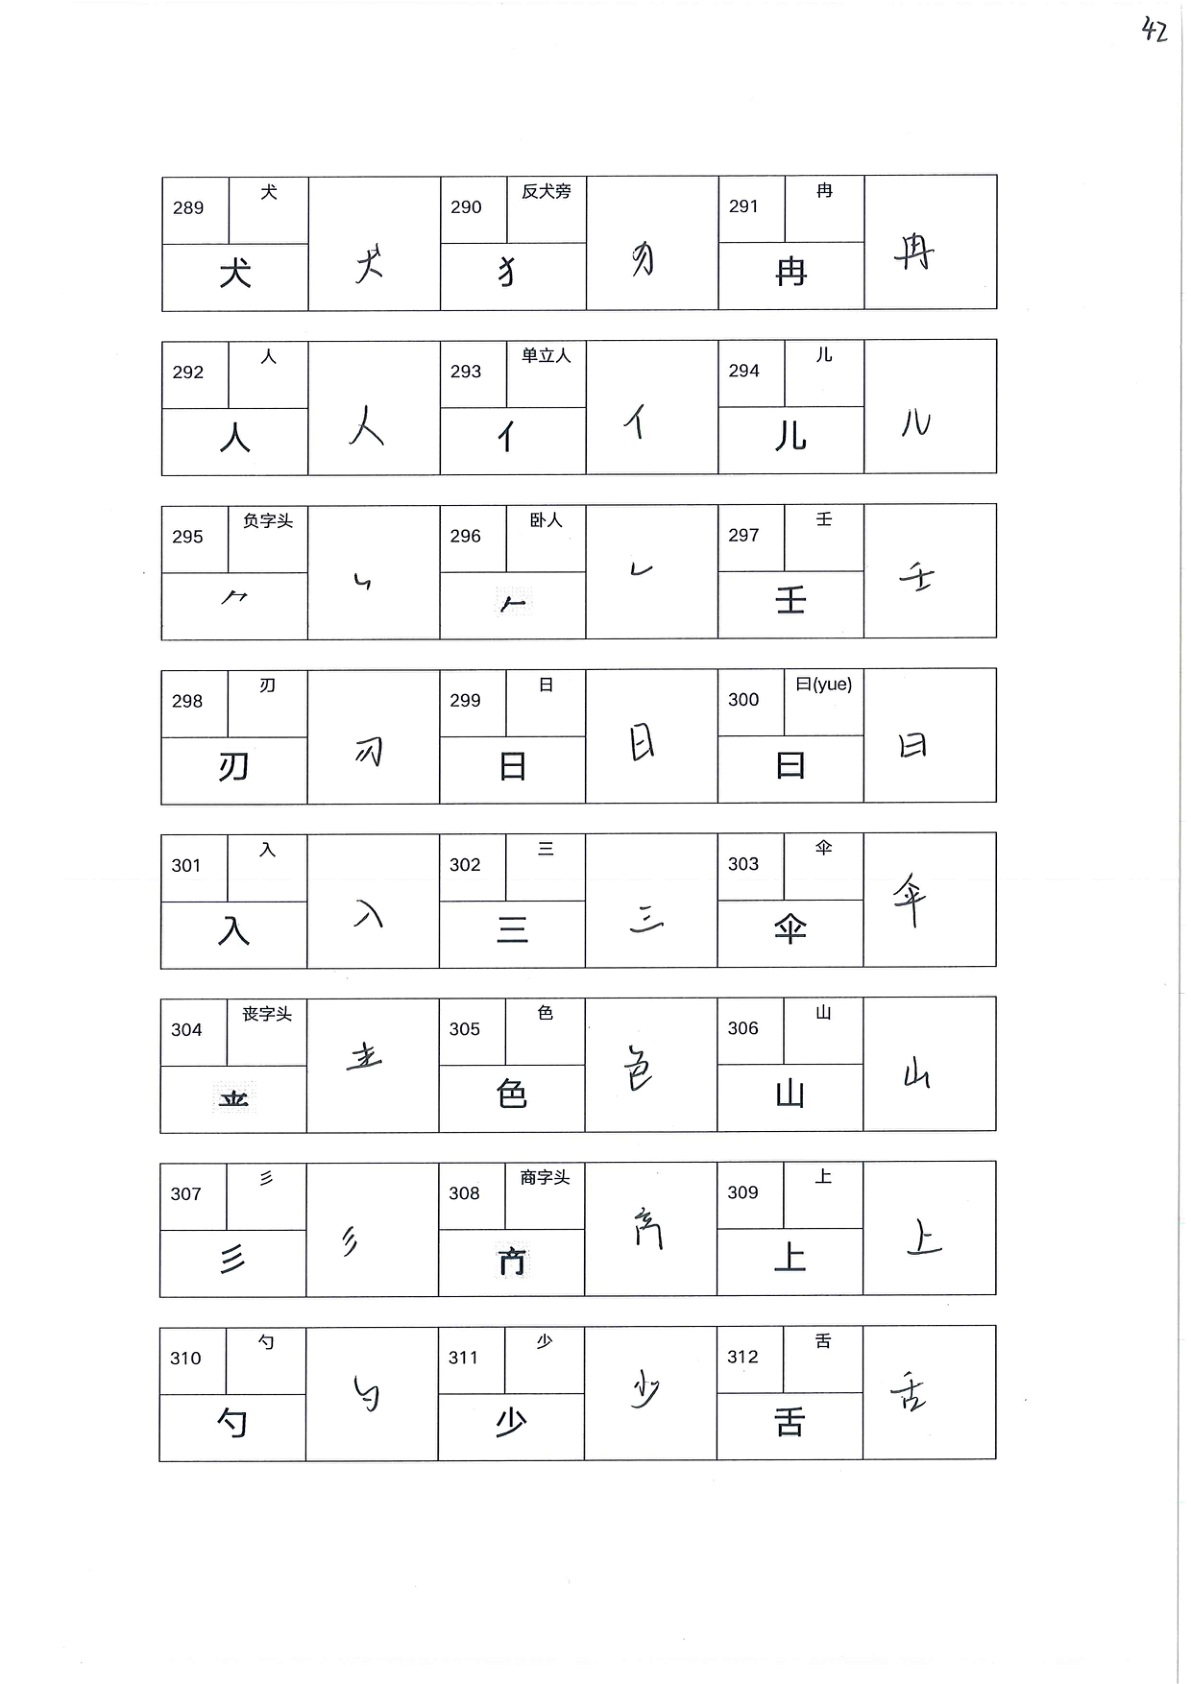 42
289 犬 290 反犬旁 291 冉
犬 犬 犭 冉 冉
292 人 293 单立人 294 儿
人 人 亻 亻 儿 儿
295 负字头 296 卧人 297 壬
⺈ 𠂉 壬 壬
298 刃 299 日 300 曰(yue)
刃 刃 日 日 曰 曰
301 入 302 三 303 伞
入 入 三 三 伞 伞
304 丧字头 305 色 306 山
色 色 山 山
307 彡 308 商字头 309 上
彡 彡 上 上
310 勺 311 少 312 舌
勺 勺 少 少 舌 舌